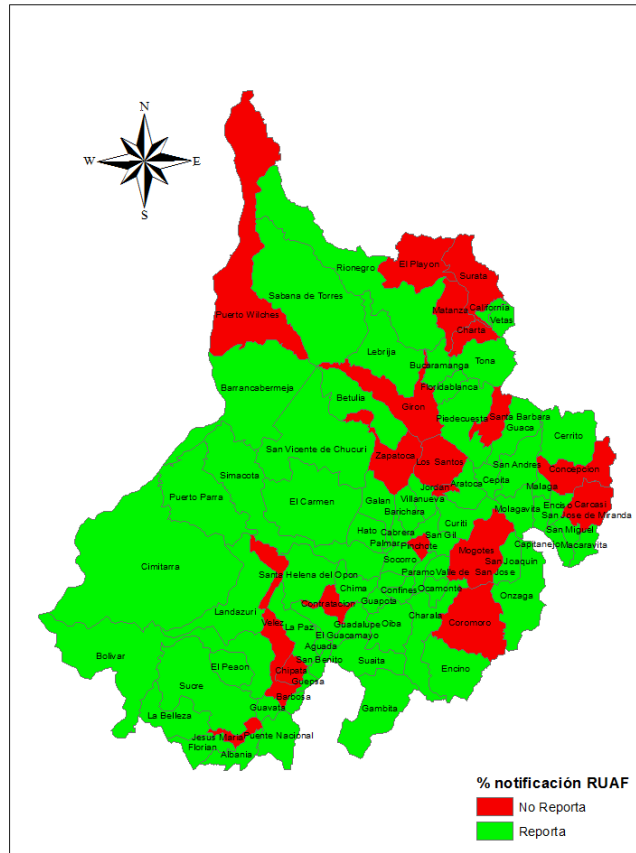 N
W
E
S
Rionegro
El Playon
Surata
Sabana de Torres
Matanza
California
Vetas
Puerto Wilches
Charta
Lebrija
Tona
Bucaramanga
Barrancabermeja
Floridablanca
Betulia
Giron
Piedecuesta
Santa Barbara
Guaca
Cerrito
San Vicente de Chucuri
Zapatoca
Los Santos
San Andres
Concepcion
Simacota
Jordan
Aratoca
Cepita
Malaga
Puerto Parra
El Carmen
Galan
Villanueva
Barichara
Molagavita
Enciso
Carcasi
San Jose de Miranda
Hato
Cabrera
Curiti
San Gil
San Miguel
Palmar
Pinchote
Mogotes
Capitanejo
Macaravita
Cimitarra
Socorro
San Joaquin
Santa Helena del Opon
Paramo
Valle de San Jose
Chima
Confines
Ocamonte
Onzaga
Landazuri
Contratacion
Guapota
Charala
Velez
La Paz
Guadalupe
Oiba
Coromoro
El Guacamayo
Aguada
Bolivar
El Peaon
San Benito
Suaita
Encino
Chipata
Guepsa
Sucre
Barbosa
Guavata
Gambita
La Belleza
Jesus Maria
Puente Nacional
Florian
Albania
% notificación RUAF
No Reporta
Reporta